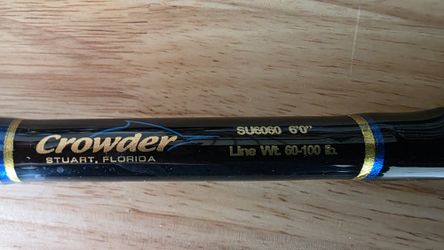 Crowder
STUART, FLORIDA
SU6060 6'0"
Line Wt. 60-100 lb.